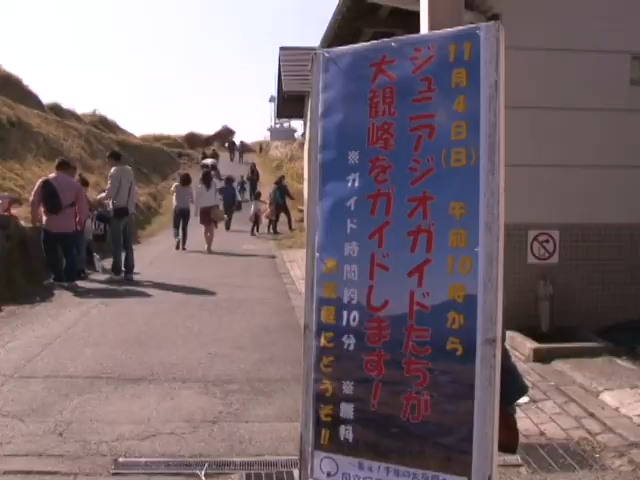 11月4日(日) 午前10時から
ジュニアジオガイドたちが
大観峰をガイドします!
※ガイド時間約10分 ※無料
お気軽にどうぞ!!